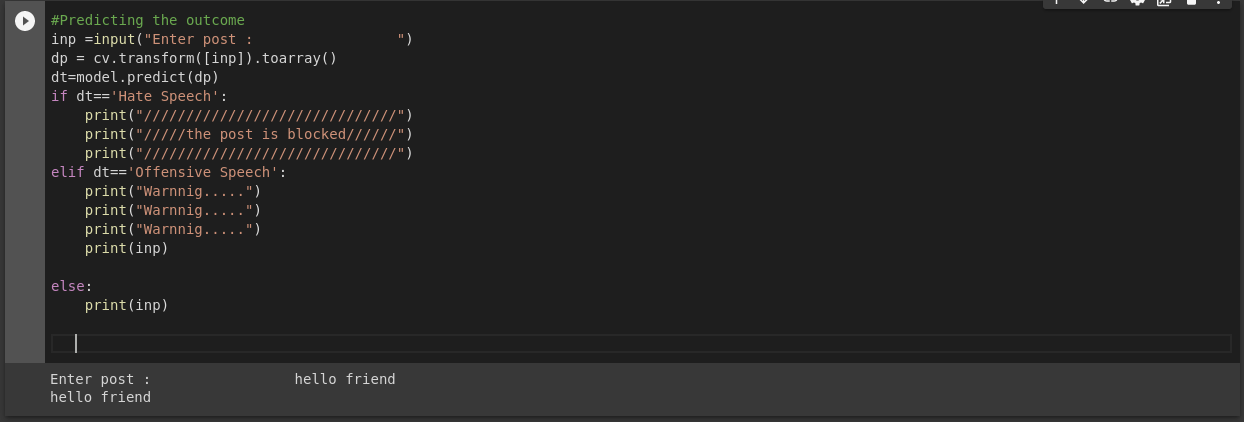 #Predicting the outcome
inp =input("Enter post :                 ")
dp = cv.transform([inp]).toarray()
dt=model.predict(dp)
if dt=='Hate Speech':
    print("//////////////////////////////")
    print("/////the post is blocked//////")
    print("//////////////////////////////")
elif dt=='Offensive Speech':
    print("Warnnig.....")
    print("Warnnig.....")
    print("Warnnig.....")
    print(inp)
else:
    print(inp)
Enter post :                 hello friend
hello friend